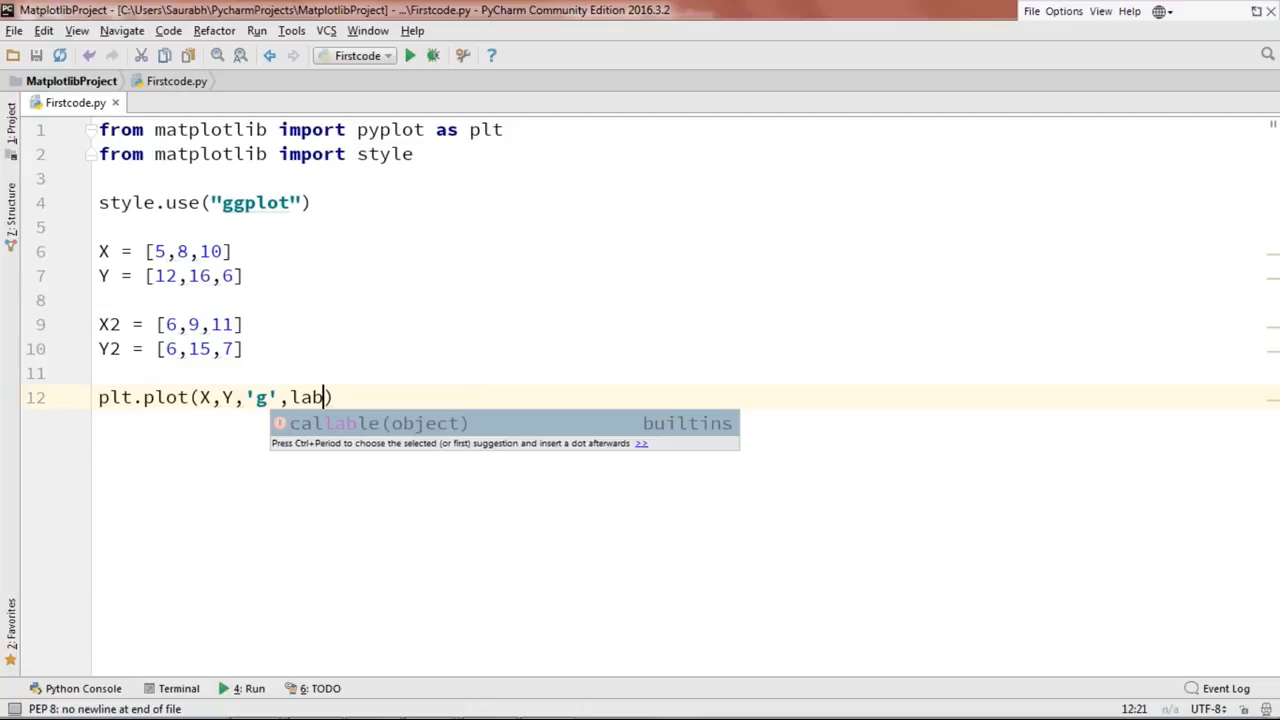 MatplotlibProject - [C:\Users\Saurabh\PycharmProjects\MatplotlibProject] - ...\Firstcode.py - PyCharm Community Edition 2016.3.2
File Options View Help
File Edit View Navigate Code Refactor Run Tools VCS Window Help
Firstcode
MatplotlibProject Firstcode.py
Firstcode.py
1: Project
Z: Structure
2: Favorites
1 from matplotlib import pyplot as plt
2 from matplotlib import style
3
4 style.use("ggplot")
5
6 X = [5,8,10]
7 Y = [12,16,6]
8
9 X2 = [6,9,11]
10 Y2 = [6,15,7]
11
12 plt.plot(X,Y,'g',lab)
callable(object) builtins
Press Ctrl+Period to choose the selected (or first) suggestion and insert a dot afterwards >>
Python Console Terminal 4: Run 6: TODO Event Log
PEP 8: no newline at end of file 12:21 n/a UTF-8